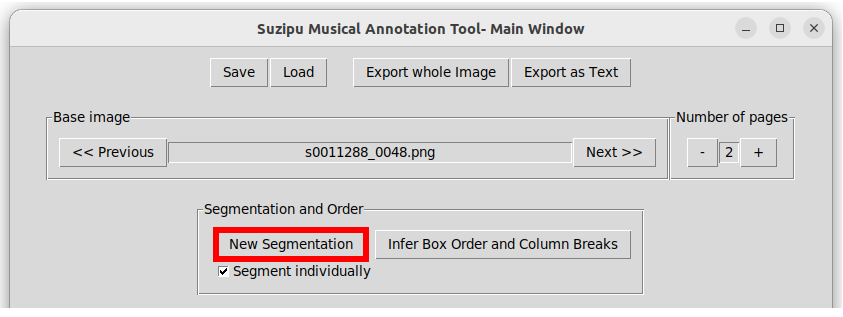 Suzipu Musical Annotation Tool- Main Window
Save Load Export whole Image Export as Text
Base image Number of pages
<< Previous s0011288_0048.png Next >> - 2 +
Segmentation and Order
New Segmentation Infer Box Order and Column Breaks
Segment individually